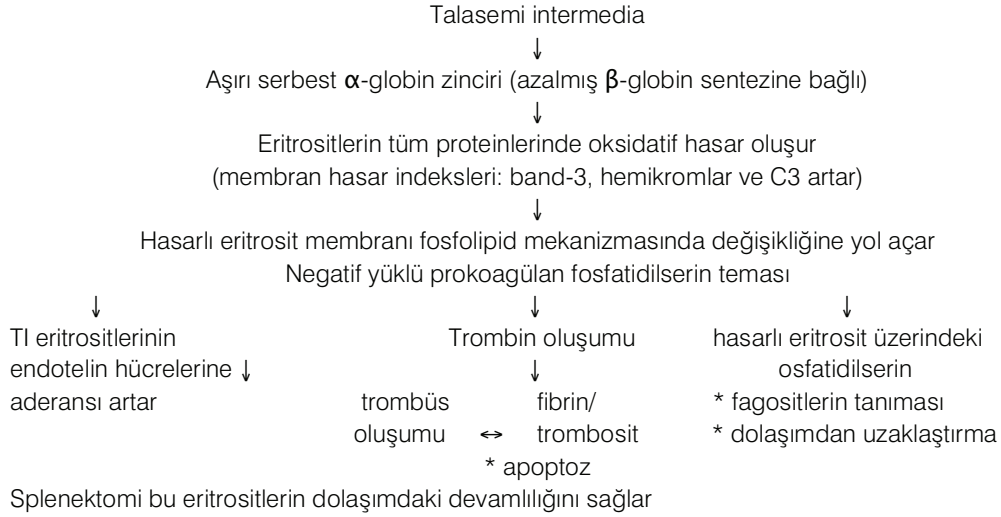 Talasemi intermedia
↓
Aşırı serbest α-globin zinciri (azalmış β-globin sentezine bağlı)
↓
Eritrositlerin tüm proteinlerinde oksidatif hasar oluşur
(membran hasar indeksleri: band-3, hemikromlar ve C3 artar)
↓
Hasarlı eritrosit membranı fosfolipid mekanizmasında değişikliğine yol açar
Negatif yüklü prokoagülan fosfatidilserin teması
↓ ↓ ↓
TI eritrositlerinin Trombin oluşumu hasarlı eritrosit üzerindeki
endotelin hücrelerine ↓ ↓ osfatidilserin
aderansı artar trombüs fibrin/ * fagositlerin tanıması
oluşumu ↔ trombosit * dolaşımdan uzaklaştırma
* apoptoz
Splenektomi bu eritrositlerin dolaşımdaki devamlılığını sağlar